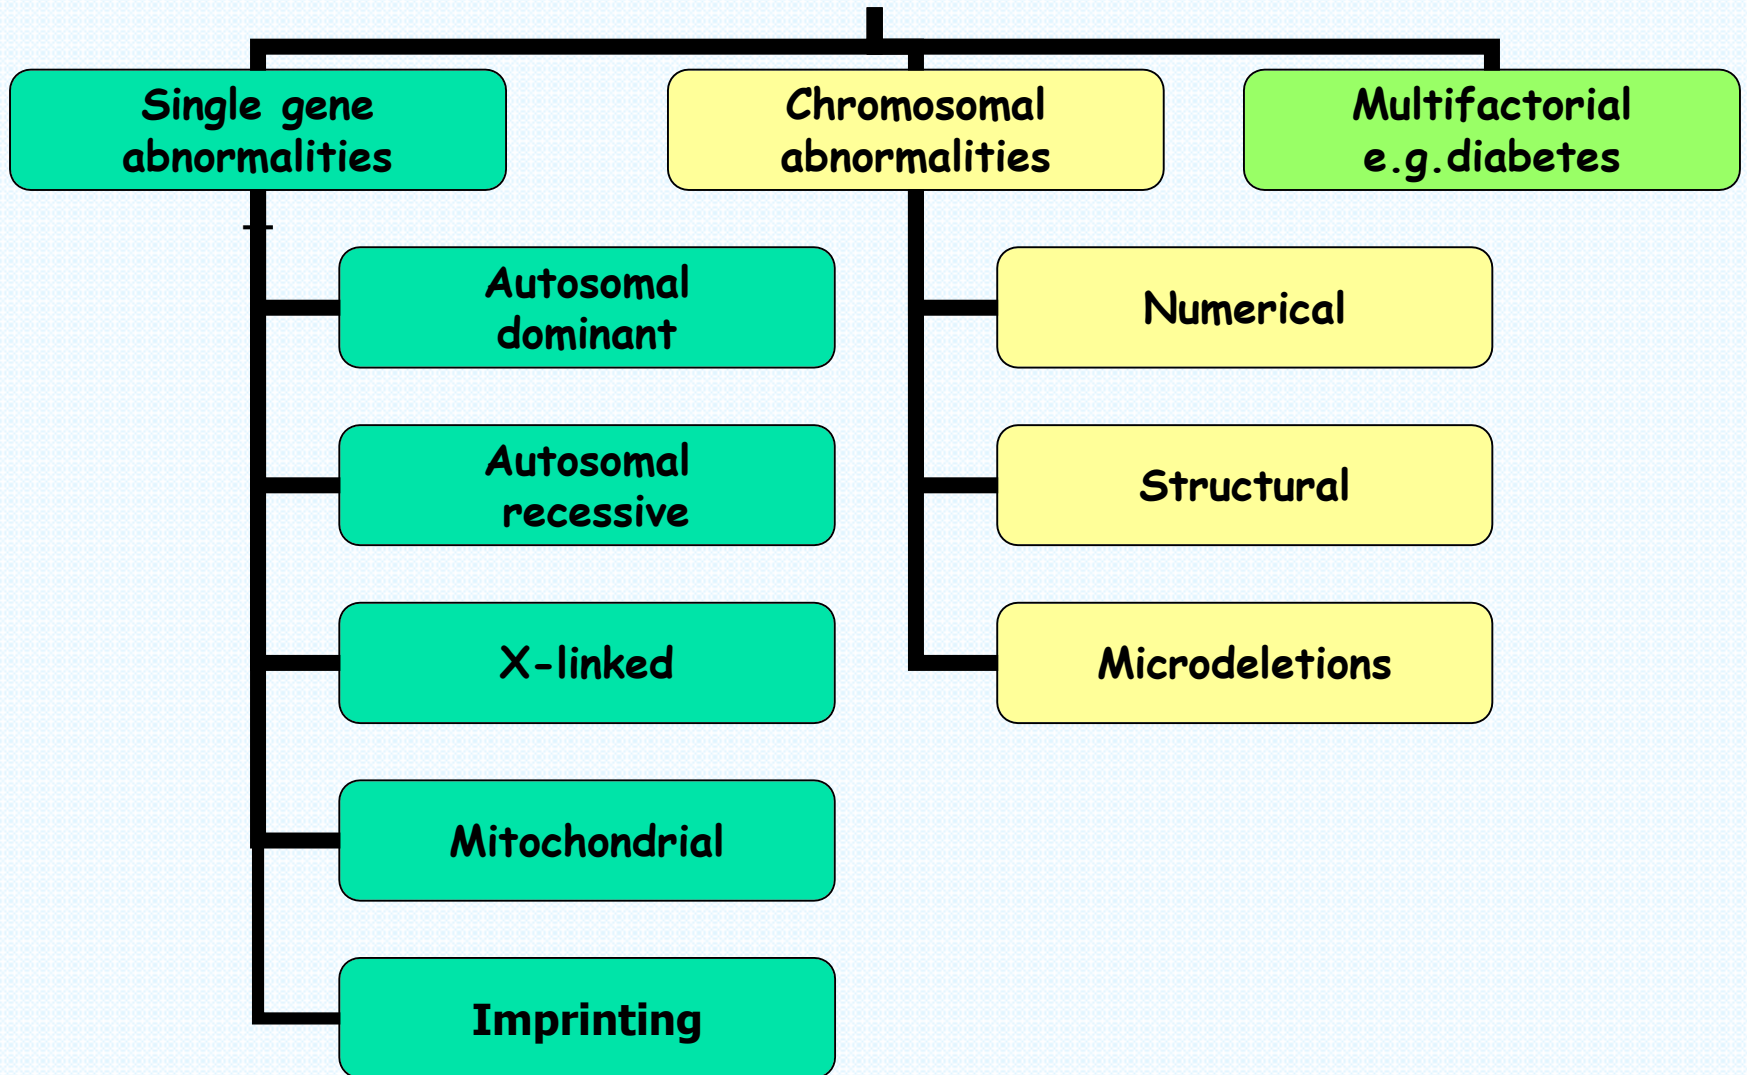 Single gene
abnormalities
Chromosomal
abnormalities
Multifactorial
e.g.diabetes
Autosomal
dominant
Autosomal
recessive
X-linked
Mitochondrial
Imprinting
Numerical
Structural
Microdeletions